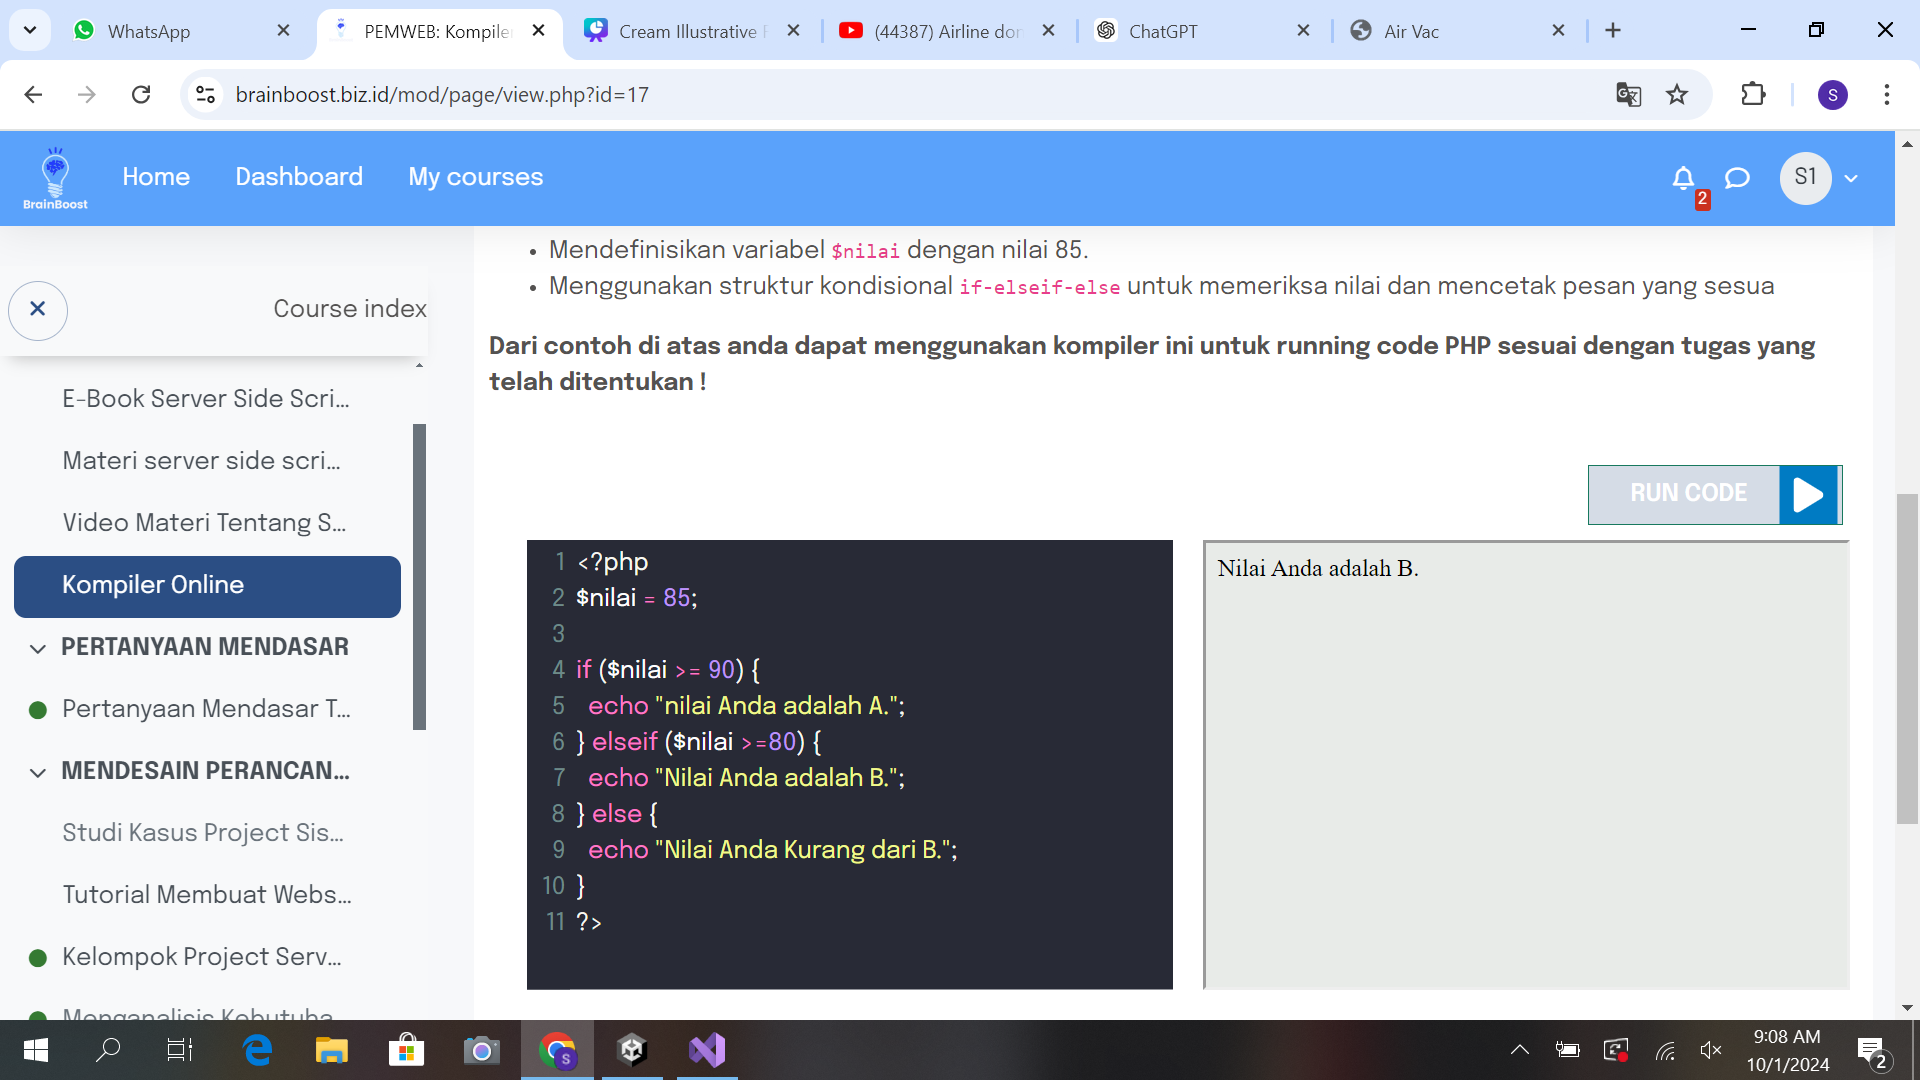 WhatsApp
PEMWEB: Kompiler
Cream Illustrative
(44387) Airline dor
ChatGPT
Air Vac
brainboost.biz.id/mod/page/view.php?id=17
S
BrainBoost
Home
Dashboard
My courses
2
S1
Course index
E-Book Server Side Scri...
Materi server side scri...
Video Materi Tentang S...
Kompiler Online
PERTANYAAN MENDASAR
Pertanyaan Mendasar T...
MENDESAIN PERANCAN...
Studi Kasus Project Sis...
Tutorial Membuat Webs...
Kelompok Project Serv...
Menganalisis Kebutuha
• Mendefinisikan variabel $nilai dengan nilai 85.
• Menggunakan struktur kondisional if-elseif-else untuk memeriksa nilai dan mencetak pesan yang sesua
Dari contoh di atas anda dapat menggunakan kompiler ini untuk running code PHP sesuai dengan tugas yang
telah ditentukan !
RUN CODE
1 <?php
2 $nilai = 85;
3
4 if ($nilai >= 90) {
5 echo "nilai Anda adalah A.";
6 } elseif ($nilai >=80) {
7 echo "Nilai Anda adalah B.";
8 } else {
9 echo "Nilai Anda Kurang dari B.";
10 }
11 ?>
Nilai Anda adalah B.
S
9:08 AM
10/1/2024
2